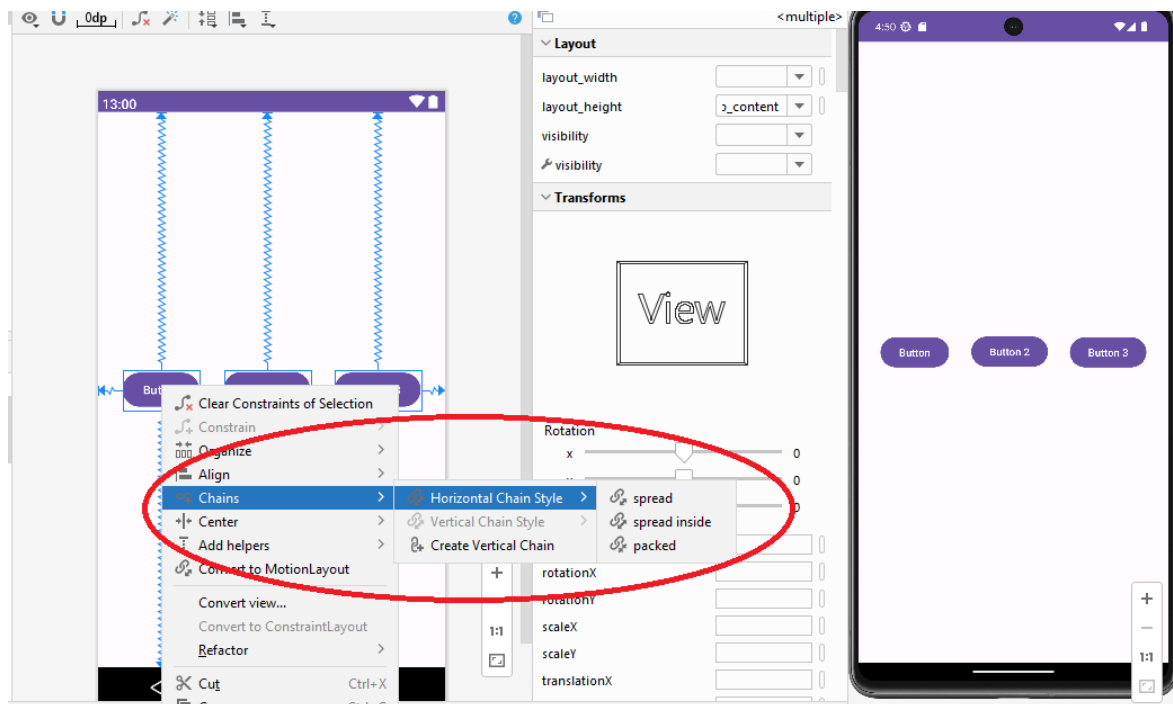 0dp
<multiple>
Layout
layout_width
layout_height
_content
visibility
visibility
Transforms
View
Rotation
x 0
0
0
rotationX
rotationY
scaleX
scaleY
translationX
13:00
But
Clear Constraints of Selection
Constrain
Organize
Align
Chains
Center
Add helpers
Convert to MotionLayout
Convert view...
Convert to ConstraintLayout
Refactor
Cut Ctrl+X
Horizontal Chain Style
Vertical Chain Style
Create Vertical Chain
spread
spread inside
packed
1:1
4:50
Button
Button 2
Button 3
1:1